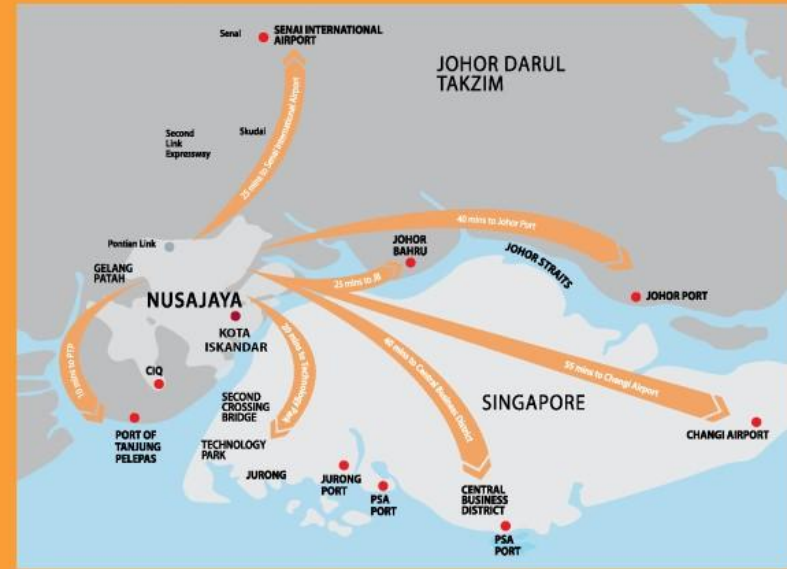 Senai
SENAI INTERNATIONAL
AIRPORT
JOHOR DARUL
TAKZIM
Second
Link
Expressway
Skudai
25 mins to Senai International Airport
40 mins to Johor Port
Pontian Link
JOHOR
BAHRU
JOHOR STRAITS
GELANG
PATAH
25 mins to JB
JOHOR PORT
NUSAJAYA
KOTA
ISKANDAR
10 mins to PTP
20 mins to Technology Park
40 mins to Central Business District
55 mins to Changi Airport
CIQ
SECOND
CROSSING
BRIDGE
SINGAPORE
PORT OF
TANJUNG
PELEPAS
TECHNOLOGY
PARK
CHANGI AIRPORT
JURONG
JURONG
PORT
PSA
PORT
CENTRAL
BUSINESS
DISTRICT
PSA
PORT